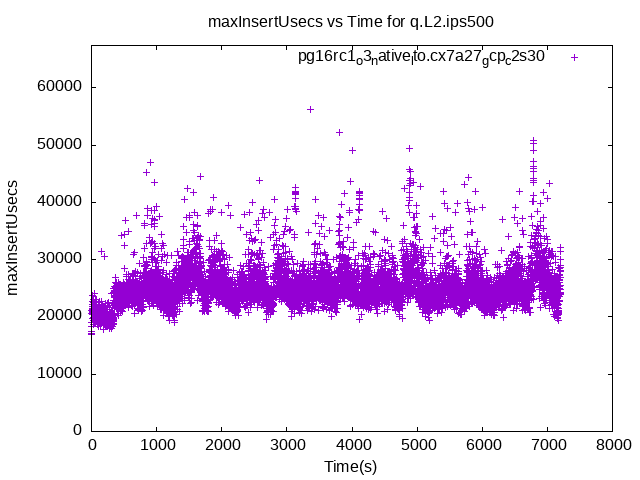 maxInsertUsecs vs Time for q.L2.ips500
pg16rc1o3native_lto.cx7a27gcpc2s30
60000
50000
40000
30000
20000
10000
0
maxInsertUsecs
0 1000 2000 3000 4000 5000 6000 7000 8000
Time(s)